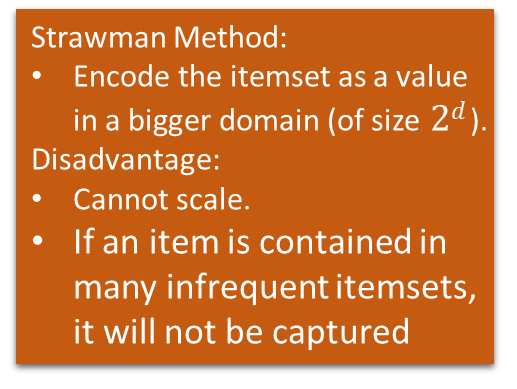 Strawman Method:
• Encode the itemset as a value
in a bigger domain (of size 2^d).
Disadvantage:
• Cannot scale.
• If an item is contained in
many infrequent itemsets,
it will not be captured